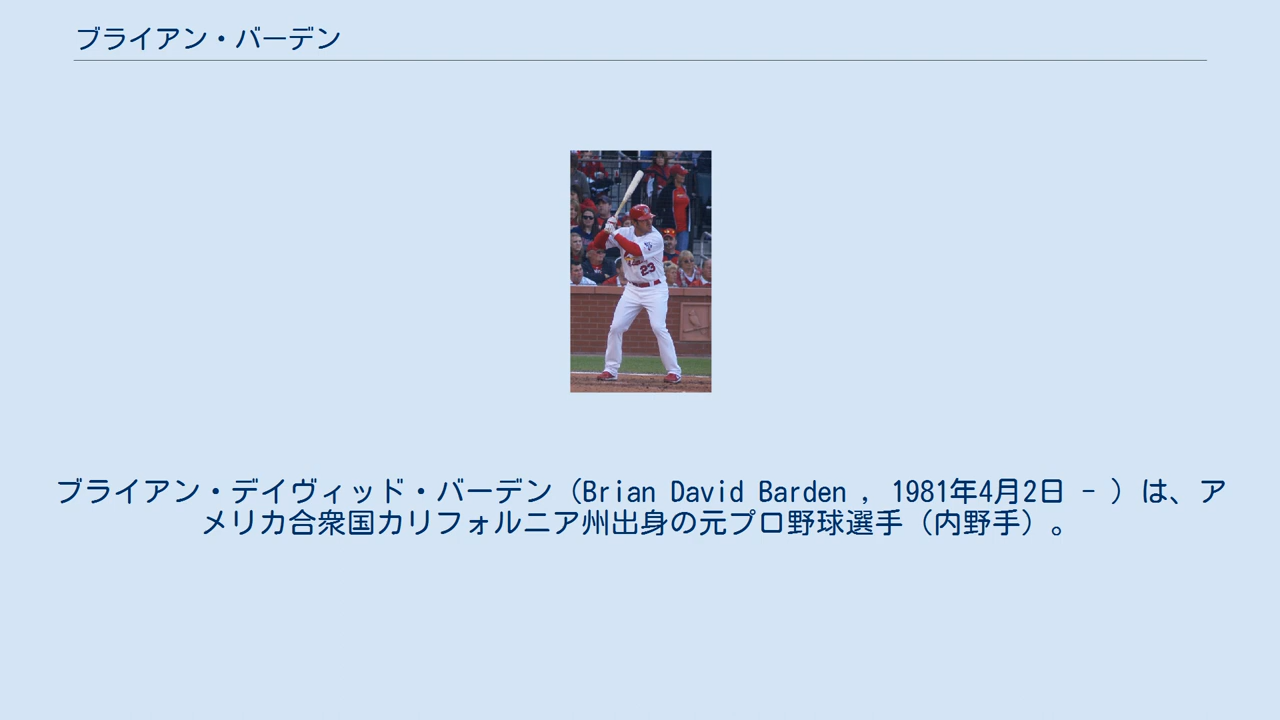 ブライアン・バーデン
23
ブライアン・デイヴィッド・バーデン（Brian David Barden , 1981年4月2日 - ）は、ア
メリカ合衆国カリフォルニア州出身の元プロ野球選手（内野手）。